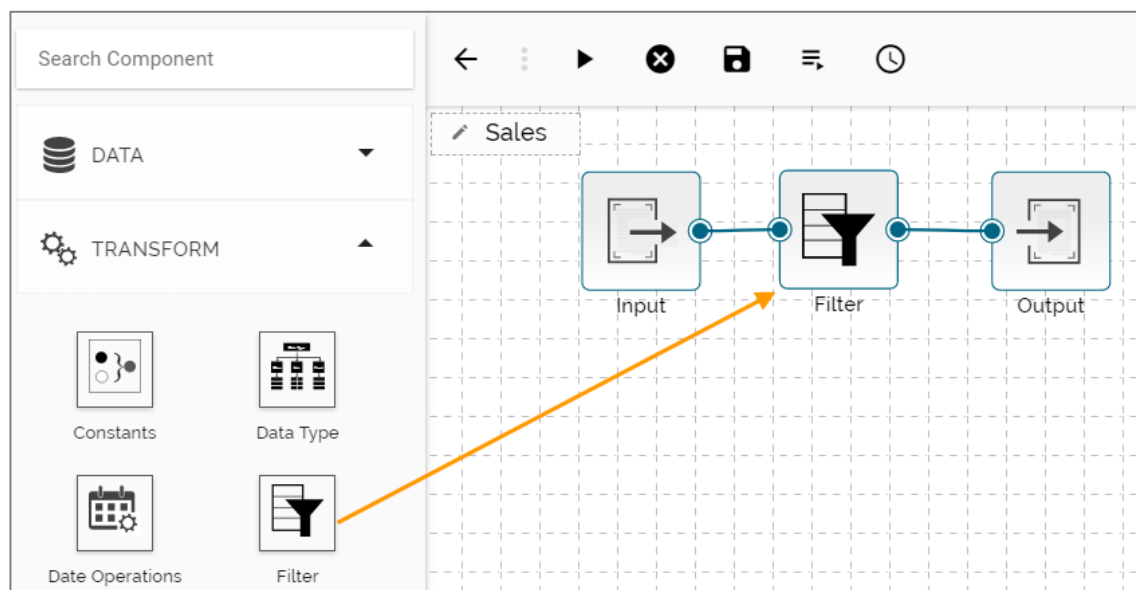 Search Component
DATA
TRANSFORM
Constants
Data Type
Date Operations
Filter
Sales
Input
Filter
Output